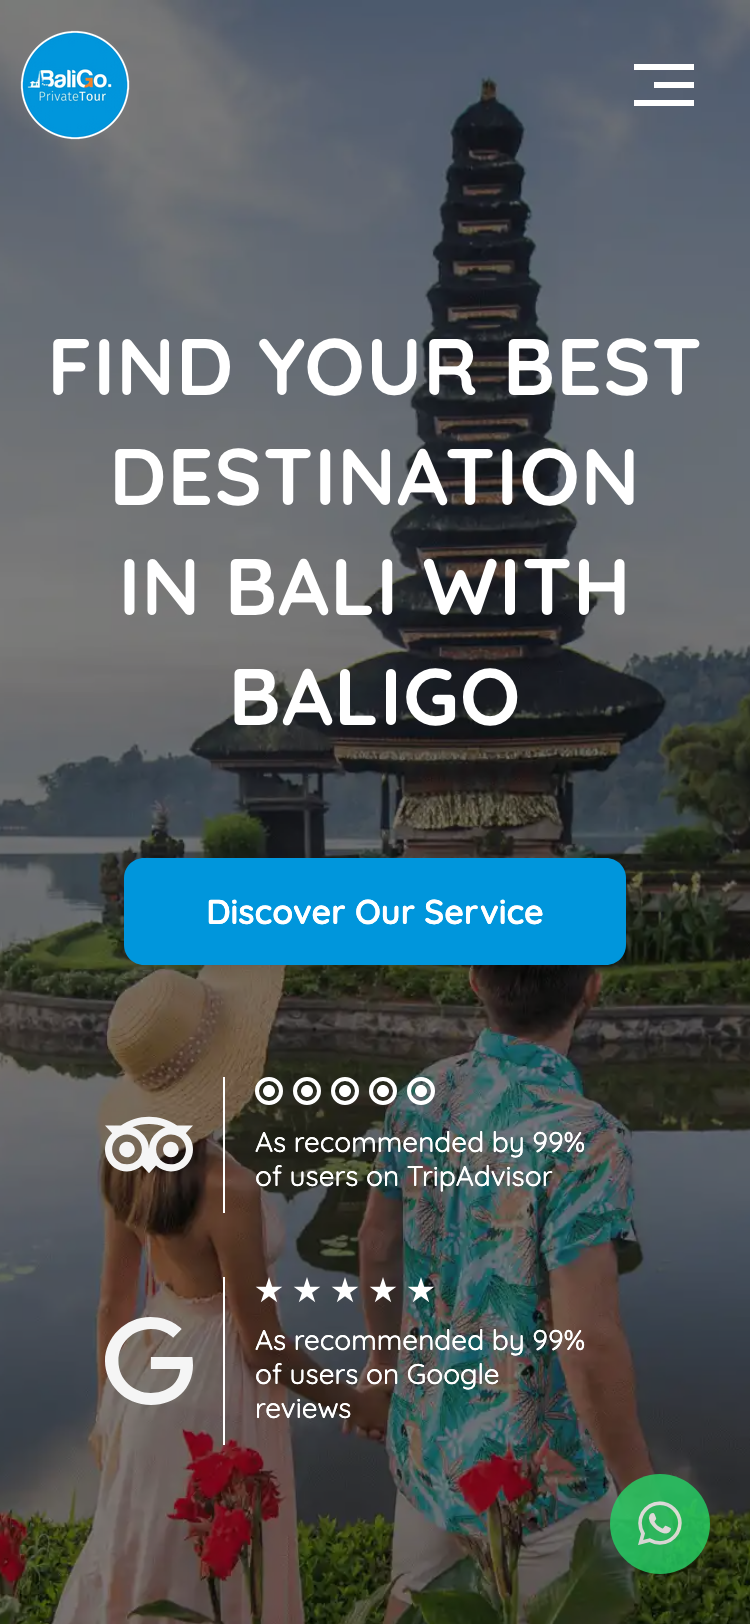 BaliGo.
PrivateTour
FIND YOUR BEST
DESTINATION
IN BALI WITH
BALIGO
Discover Our Service
As recommended by 99%
of users on TripAdvisor
G
As recommended by 99%
of users on Google
reviews